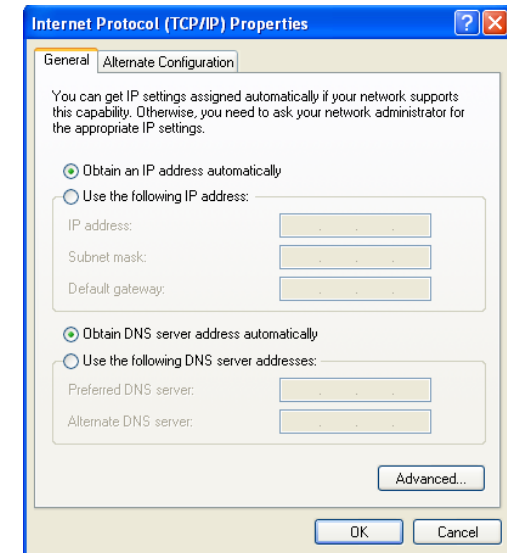 Internet Protocol (TCP/IP) Properties
General Alternate Configuration
You can get IP settings assigned automatically if your network supports
this capability. Otherwise, you need to ask your network administrator for
the appropriate IP settings.
Obtain an IP address automatically
Use the following IP address:
IP address:
Subnet mask:
Default gateway:
Obtain DNS server address automatically
Use the following DNS server addresses:
Preferred DNS server:
Alternate DNS server:
Advanced...
OK Cancel